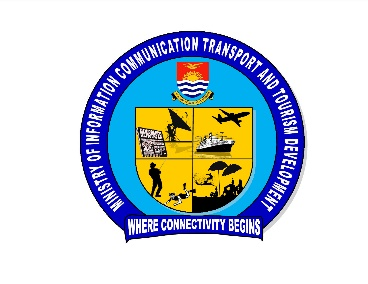 MINISTRY OF INFORMATION COMMUNICATION TRANSPORT AND TOURISM DEVELOPMENT
WHERE CONNECTIVITY BEGINS